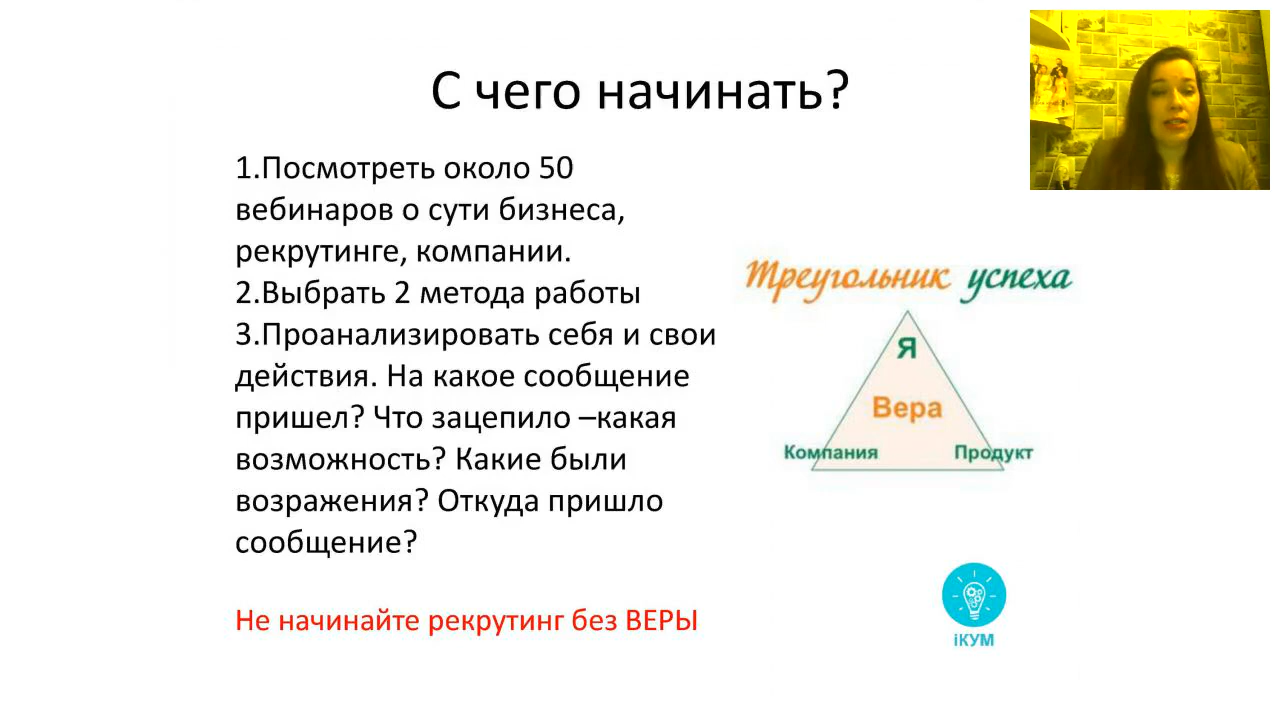 С чего начинать?
1.Посмотреть около 50
вебинаров о сути бизнеса,
рекрутинге, компании.
2.Выбрать 2 метода работы
3.Проанализировать себя и свои
действия. На какое сообщение
пришел? Что зацепило –какая
возможность? Какие были
возражения? Откуда пришло
сообщение?
Не начинайте рекрутинг без ВЕРЫ
Треугольник успеха
Я
Вера
Компания Продукт
iКУМ